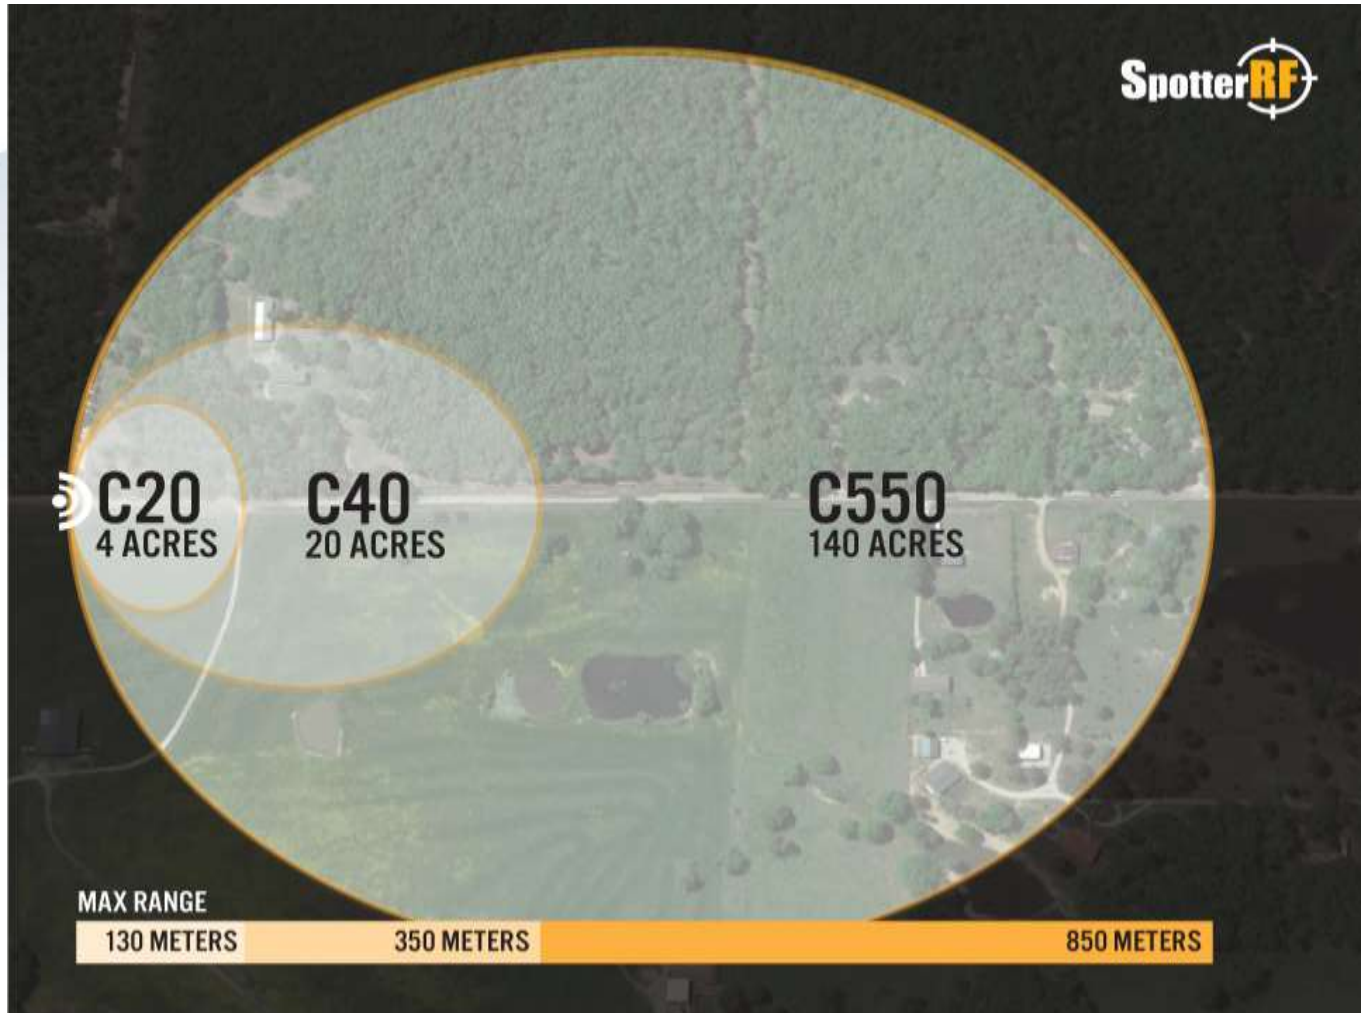 SpotterRF
C20
4 ACRES
C40
20 ACRES
C550
140 ACRES
MAX RANGE
130 METERS
350 METERS
850 METERS